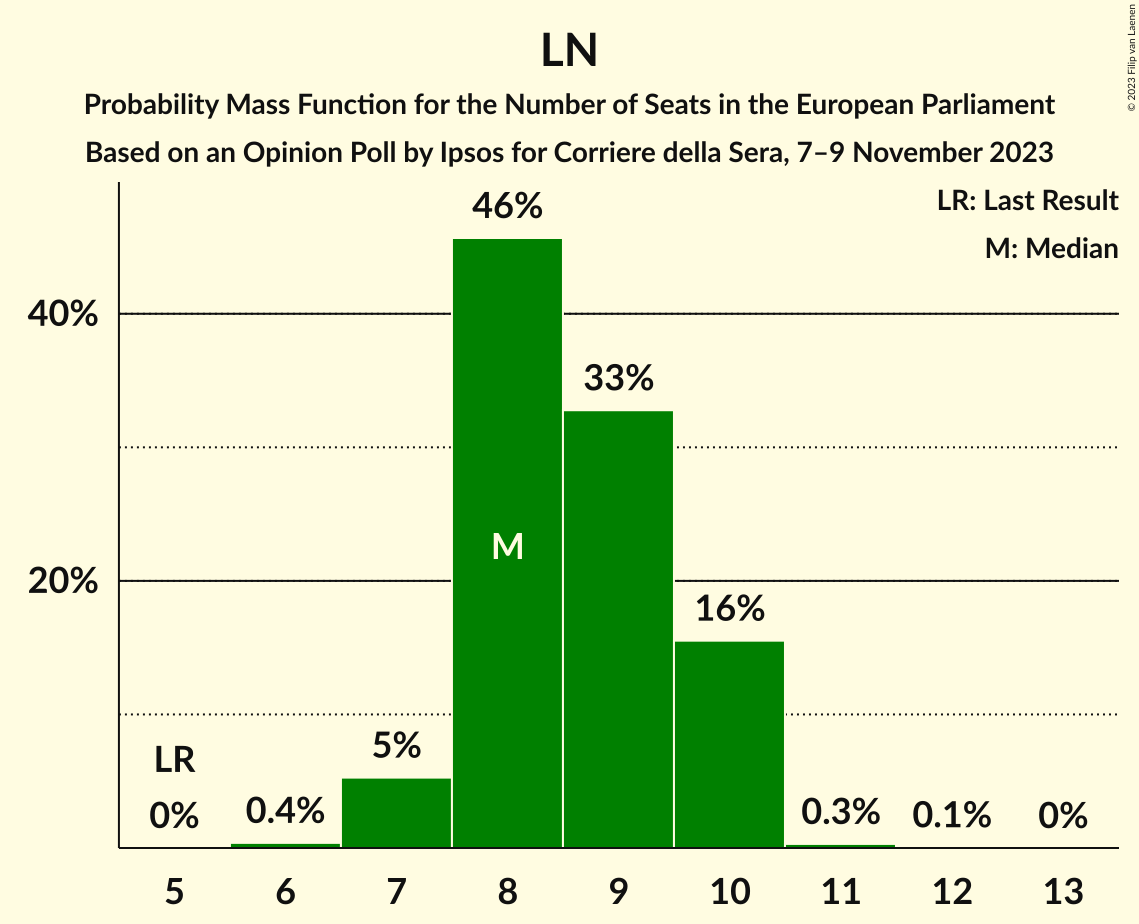 LN
Probability Mass Function for the Number of Seats in the European Parliament
Based on an Opinion Poll by Ipsos for Corriere della Sera, 7–9 November 2023
© 2023 Filip van Laenen
LR: Last Result
M: Median
46%
40%
33%
M
20%
16%
LR
5%
0%
0.4%
0.3%
0.1%
0%
5 6 7 8 9 10 11 12 13